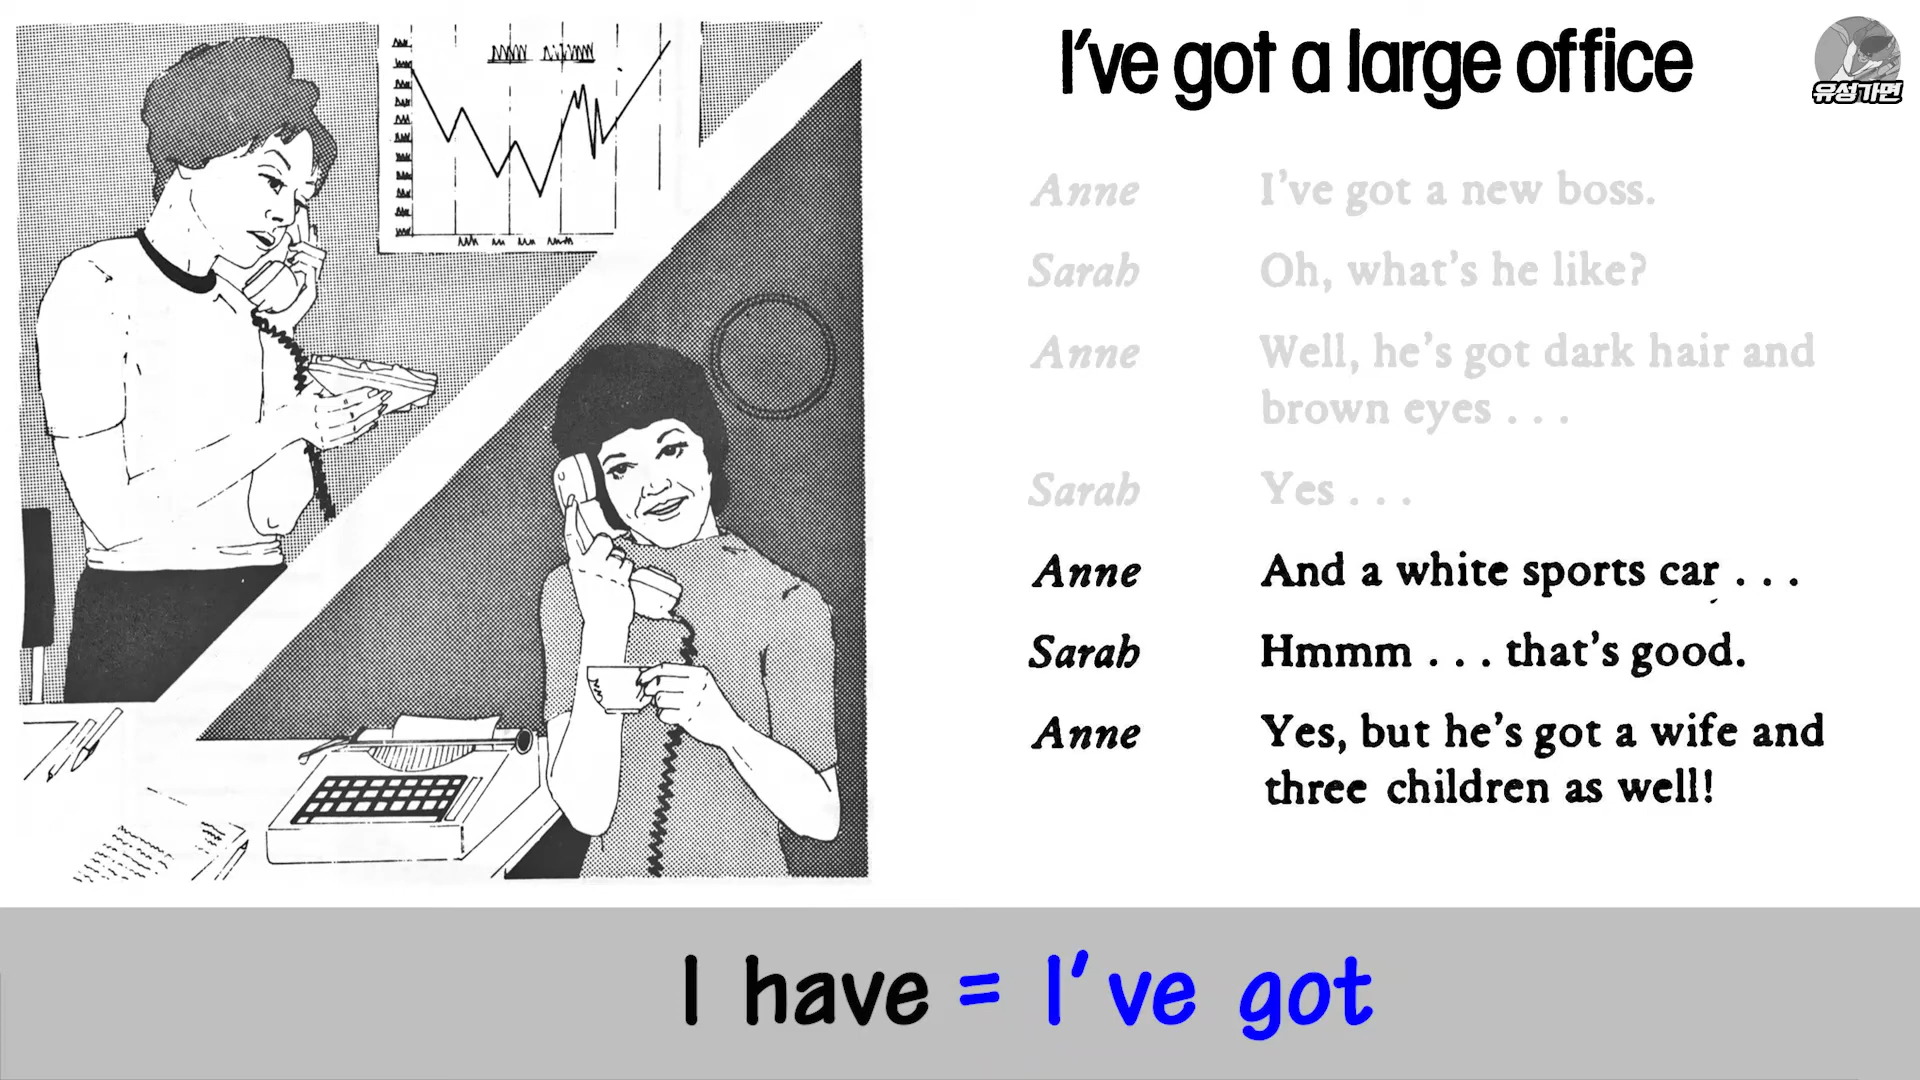 I've got a large office
유성가면
Anne I've got a new boss.
Sarah Oh, what's he like?
Anne Well, he's got dark hair and
brown eyes . . .
Sarah Yes . . .
Anne And a white sports car . . .
Sarah Hmmm . . . that's good.
Anne Yes, but he's got a wife and
three children as well!
I have = I've got